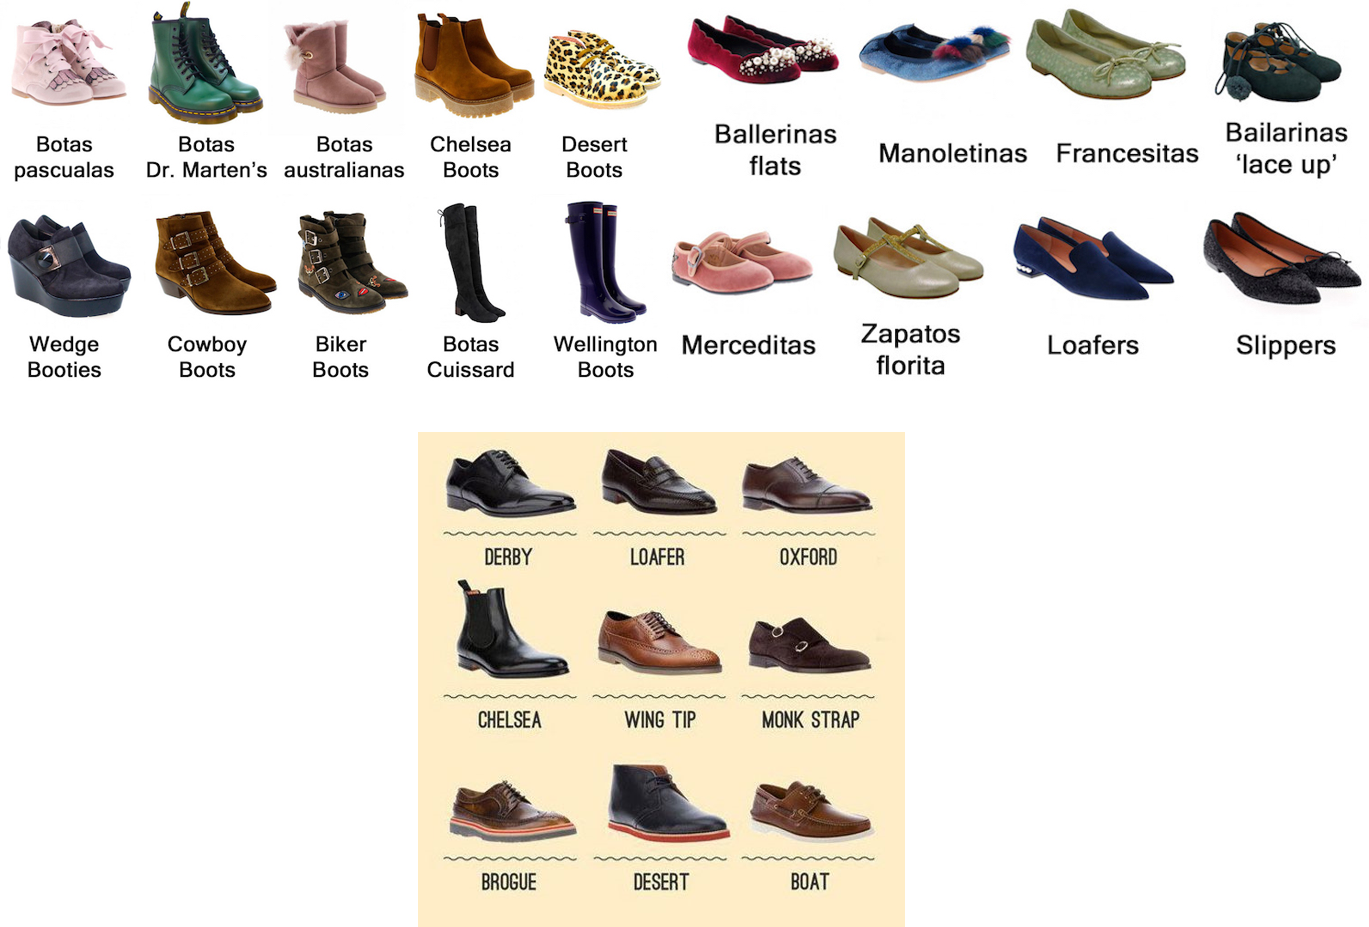 Botas
pascualas
Botas
Dr. Marten’s
Botas
australianas
Chelsea
Boots
Desert
Boots
Ballerinas
flats
Manoletinas
Francesitas
Bailarinas
‘lace up’
Wedge
Booties
Cowboy
Boots
Biker
Boots
Botas
Cuissard
Wellington
Boots
Merceditas
Zapatos
florita
Loafers
Slippers
DERBY
LOAFER
OXFORD
CHELSEA
WING TIP
MONK STRAP
BROGUE
DESERT
BOAT